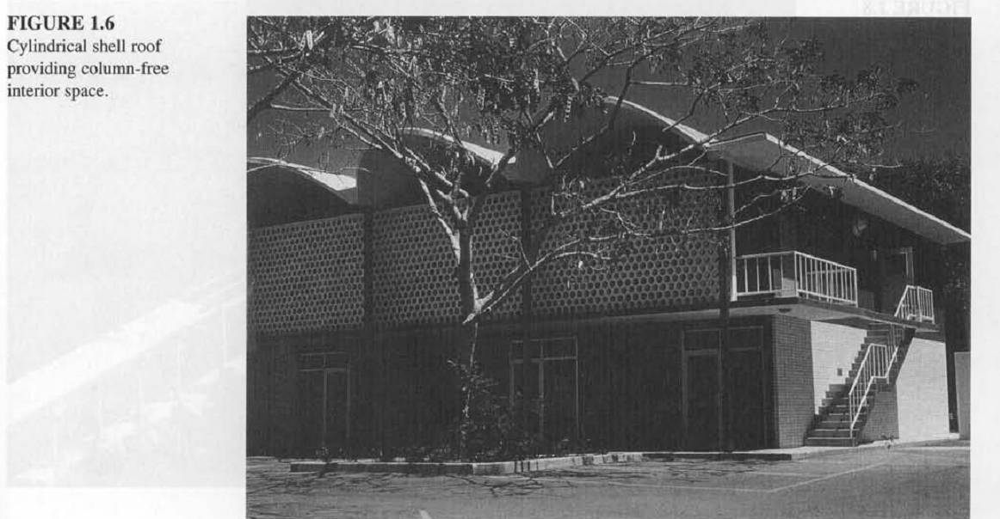 FIGURE 1.6
Cylindrical shell roof
providing column-free
interior space.